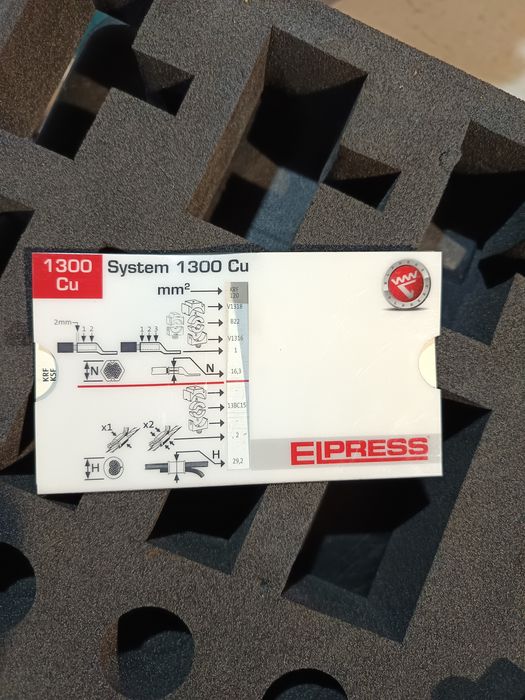 1300
Cu
System 1300 Cu
mm²
KRF
120
V1318
B22
2mm
1 2
1 2 3
V1316
1
N
N
16,3
KRF
KSF
-
13BC15
-
x1
x2
2
H
H
29,2
ELPRESS